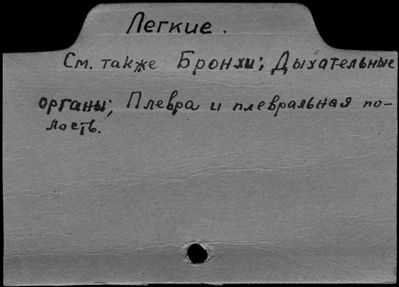 Легкие.
См. также Бронхи; Дыхательные
органы; Плевра и плевральная по-
лость.